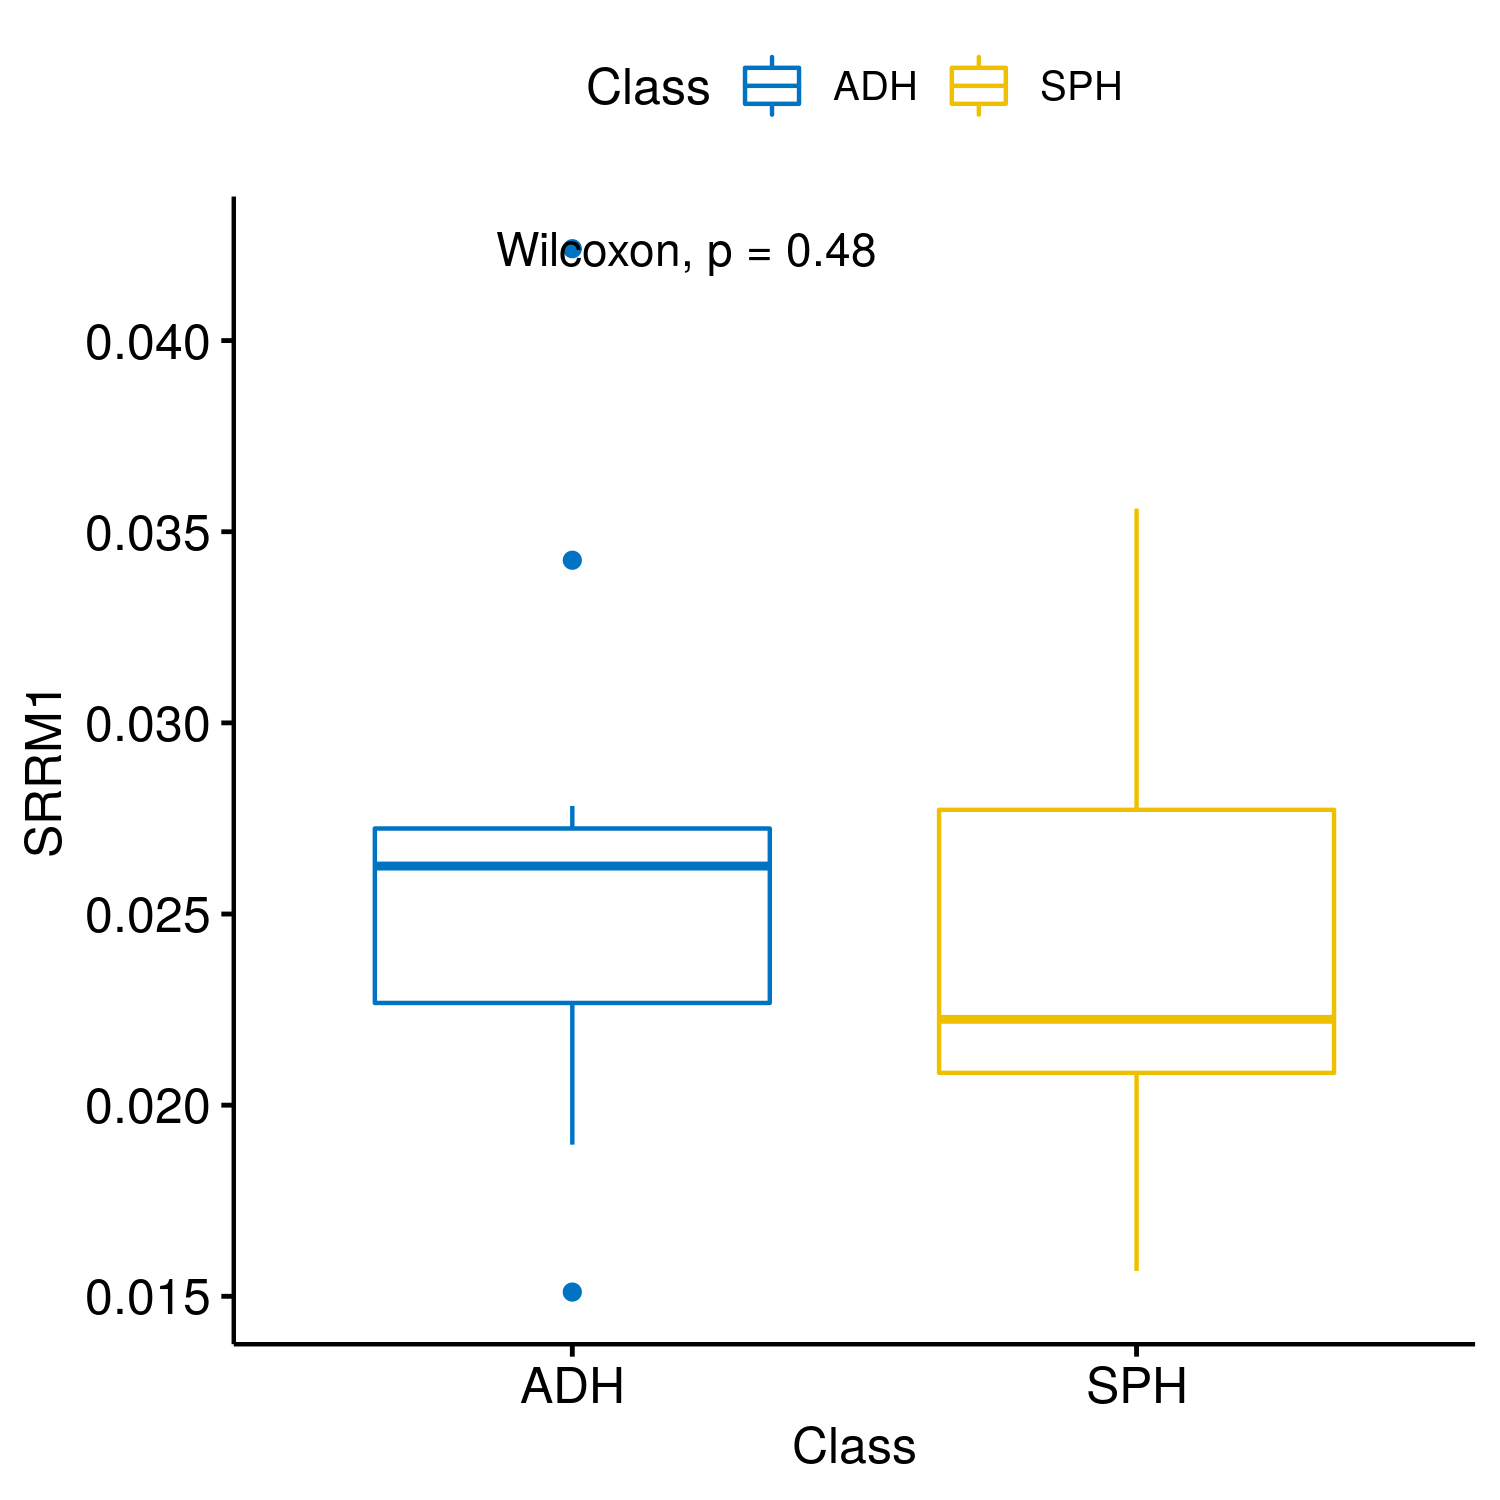 Class ADH SPH
Wilcoxon, p = 0.48
0.040
0.035
0.030
0.025
0.020
0.015
SRRM1
ADH SPH
Class